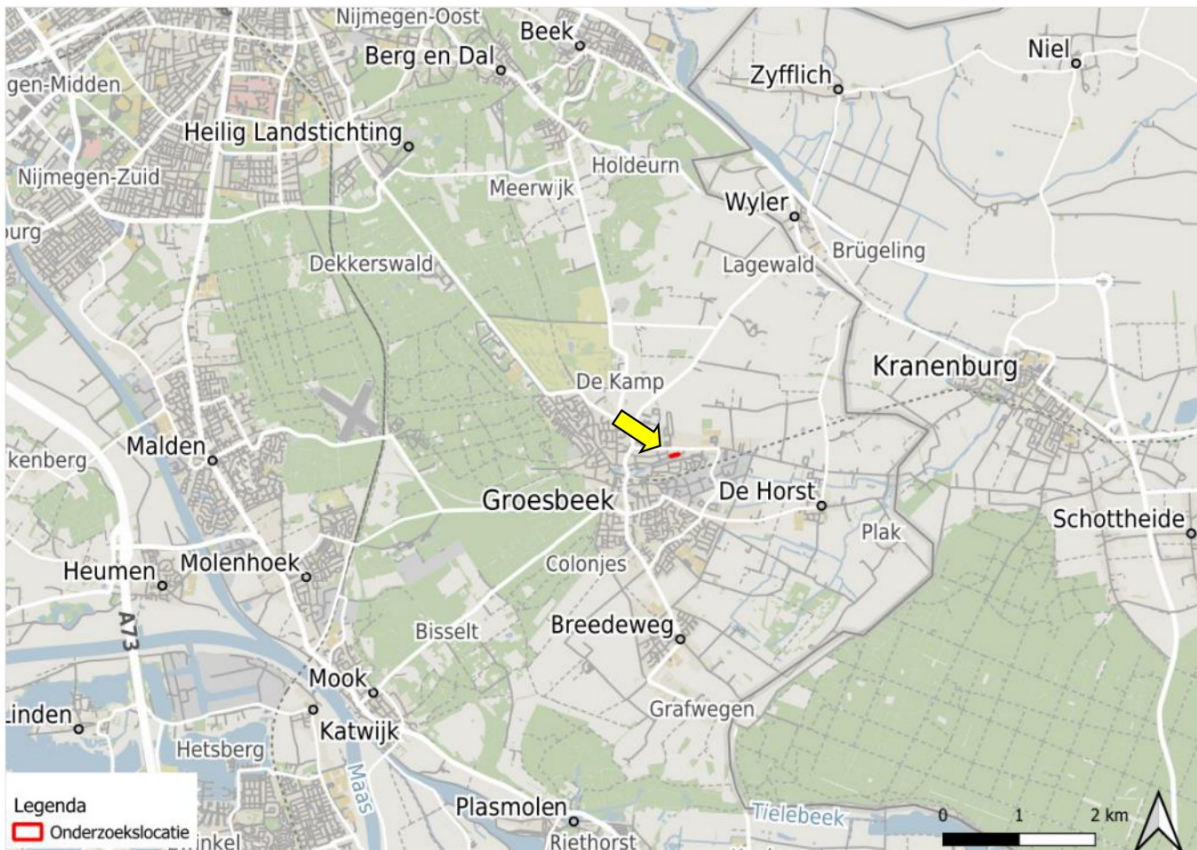 Nijmegen-Oost
Beek
Berg en Dal
Niel
Zyfflich
gen-Midden
Heilig Landstichting
Holdeurn
Nijmegen-Zuid
Meerwijk
Wyler
burg
Brügeling
Dekkerswald
Lagewald
Kranenburg
De Kamp
Malden
kenberg
Groesbeek
De Horst
Schottheide
Plak
Molenhoek
Heumen
Colonjes
A73
Bisselt
Breedeweg
Mook
Grafwegen
Linden
Katwijk
Hetsberg
Maas
Plasmolen
Tielebeek
Riethorst
Legenda
Onderzoekslocatie
0 1 2 km